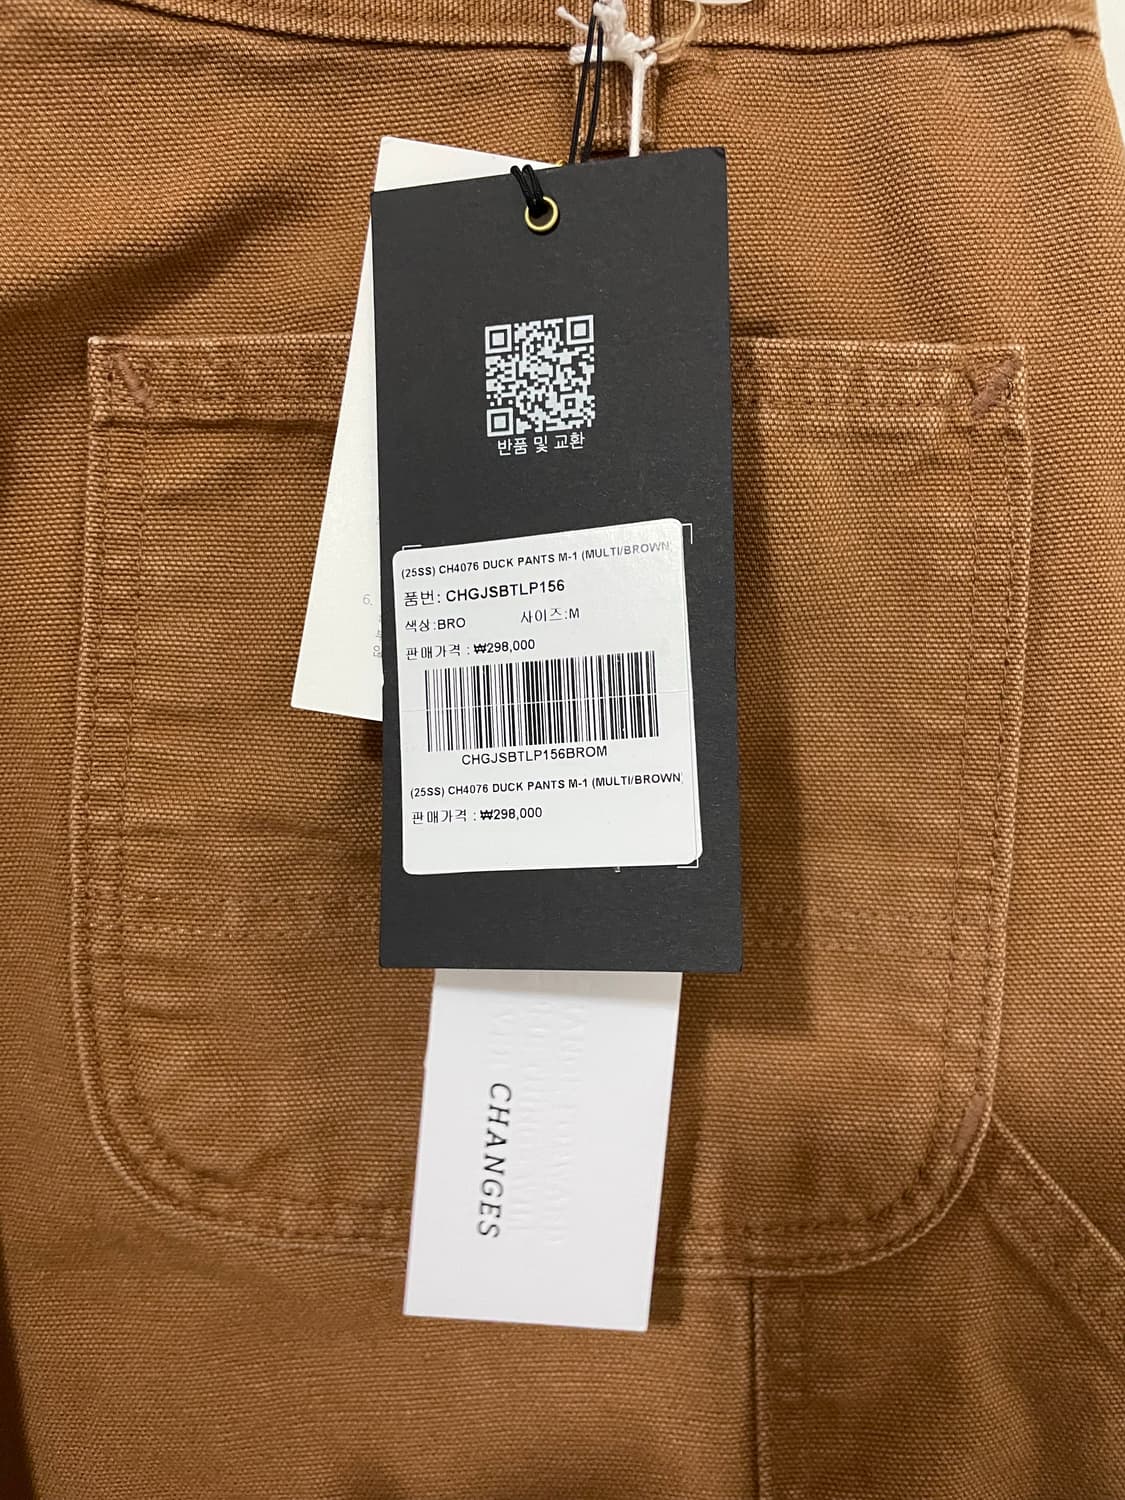 반품 및 교환
(25SS) CH4076 DUCK PANTS M-1 (MULTI/BROWN
품번: CHGJSBTLP156
색상:BRO 사이즈:M
판매가격 : ₩298,000
CHGJSBTLP156BROM
(25SS) CH4076 DUCK PANTS M-1 (MULTI/BROWN
판매가격 : ₩298,000
6.
CHANGES